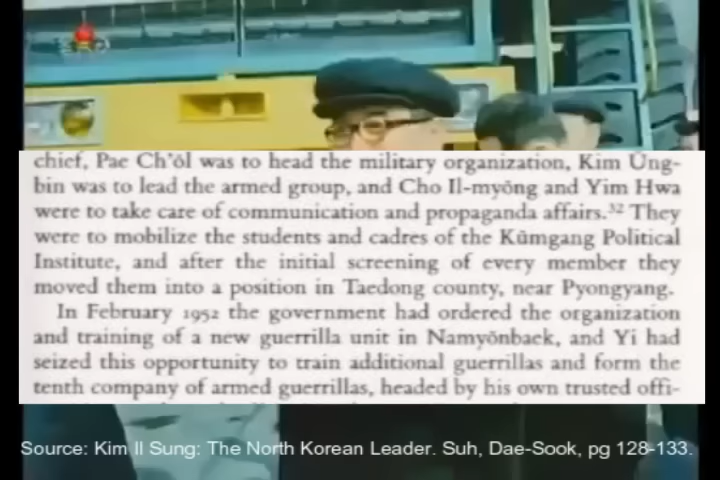 chief, Pae Ch'ŏl was to head the military organization, Kim Ŭng-
bin was to lead the armed group, and Cho Il-myŏng and Yim Hwa
were to take care of communication and propaganda affairs.³² They
were to mobilize the students and cadres of the Kŭmgang Political
Institute, and after the initial screening of every member they
moved them into a position in Taedong county, near Pyongyang.
In February 1952 the government had ordered the organization
and training of a new guerrilla unit in Namyŏnbaek, and Yi had
seized this opportunity to train additional guerrillas and form the
tenth company of armed guerrillas, headed by his own trusted offi-
Source: Kim Il Sung: The North Korean Leader. Suh, Dae-Sook, pg 128-133.